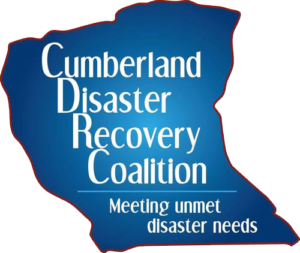 Cumberland
Disaster
Recovery
Coalition
Meeting unmet
disaster needs